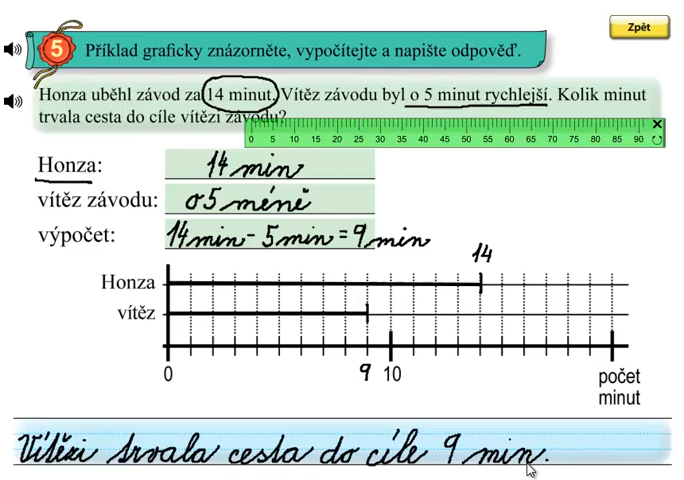 Zpět
5 Příklad graficky znázorněte, vypočítejte a napište odpověď.
Honza uběhl závod za 14 minut. Vítěz závodu byl o 5 minut rychlejší. Kolik minut
trvala cesta do cíle vítězi závodu?
0 5 10 15 20 25 30 35 40 45 50 55 60 65 70 75 80 85 90
Honza: 14 min
vítěz závodu: o 5 méně
výpočet: 14 min - 5 min = 9 min
14
Honza
vítěz
0 9 10 počet
minut
Vítězi trvala cesta do cíle 9 min.